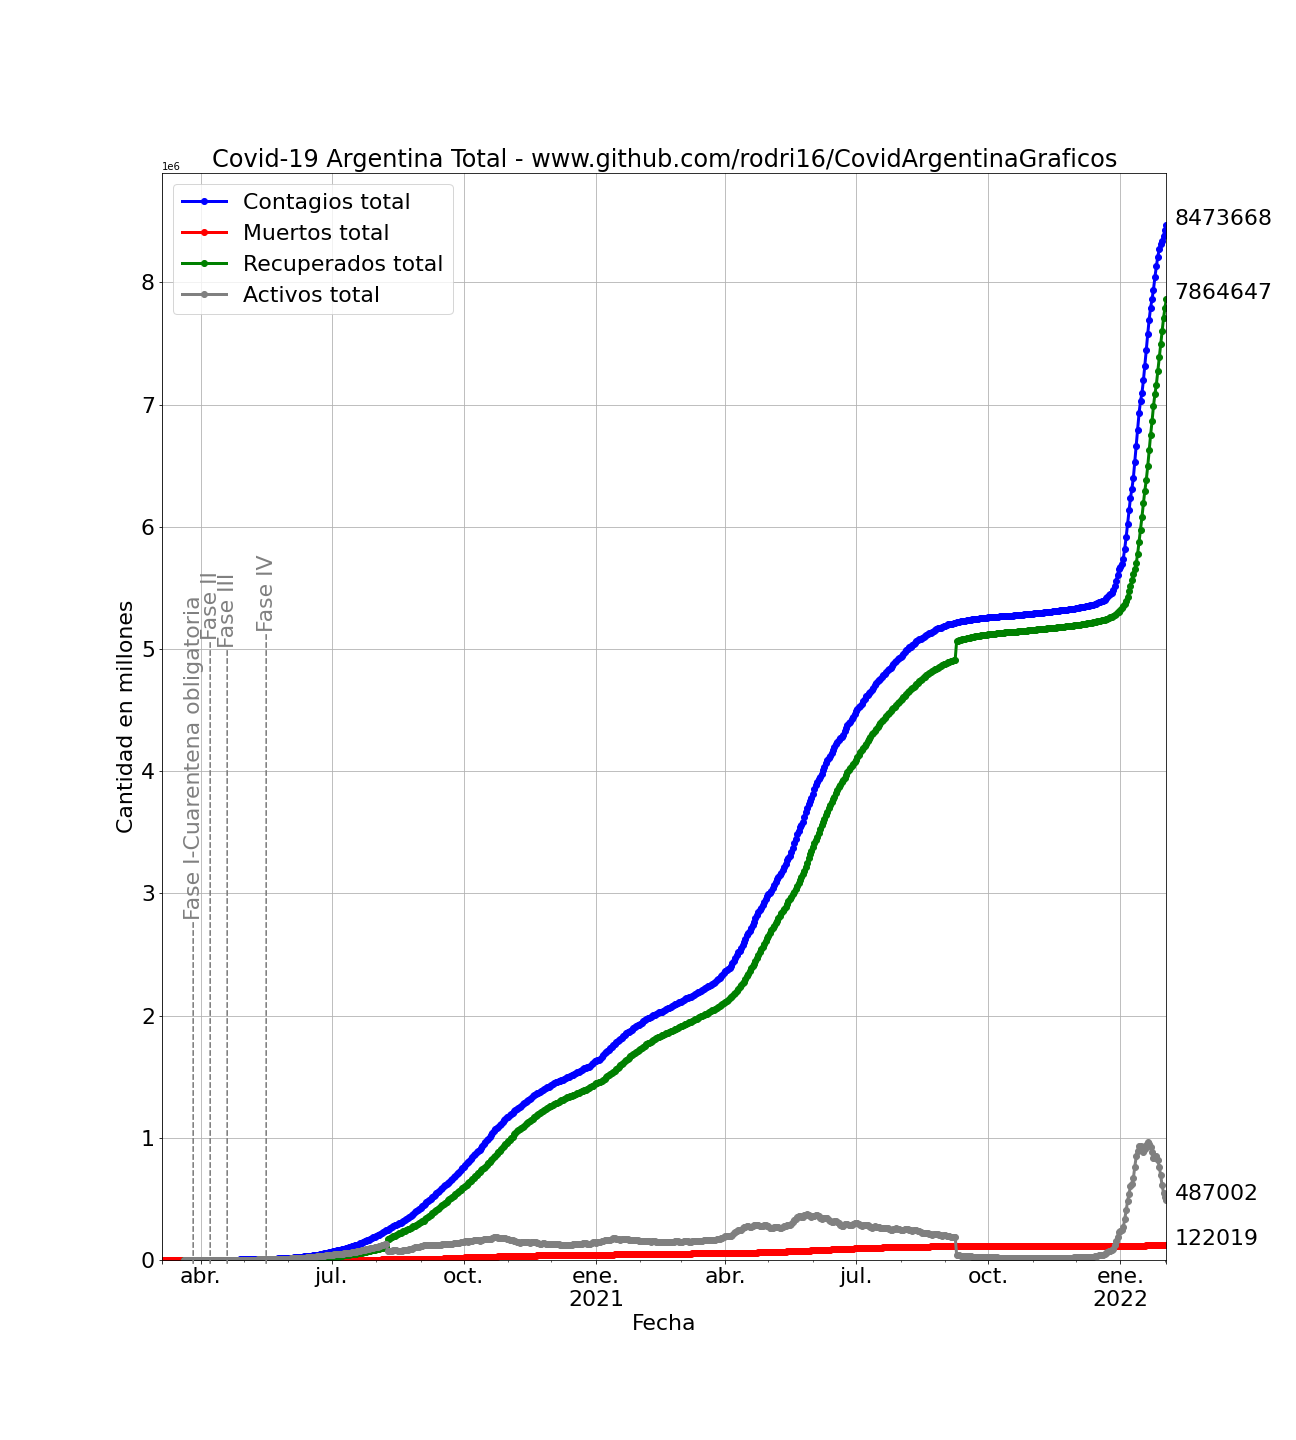 Covid-19 Argentina Total - www.github.com/rodri16/CovidArgentinaGraficos
1e6
Contagios total
Muertos total
Recuperados total
Activos total
8473668
7864647
487002
122019
8
7
6
5
4
3
2
1
0
Cantidad en millones
Fase I-Cuarentena obligatoria
Fase II
Fase III
Fase IV
abr.
jul.
oct.
ene.
2021
abr.
jul.
oct.
ene.
2022
Fecha